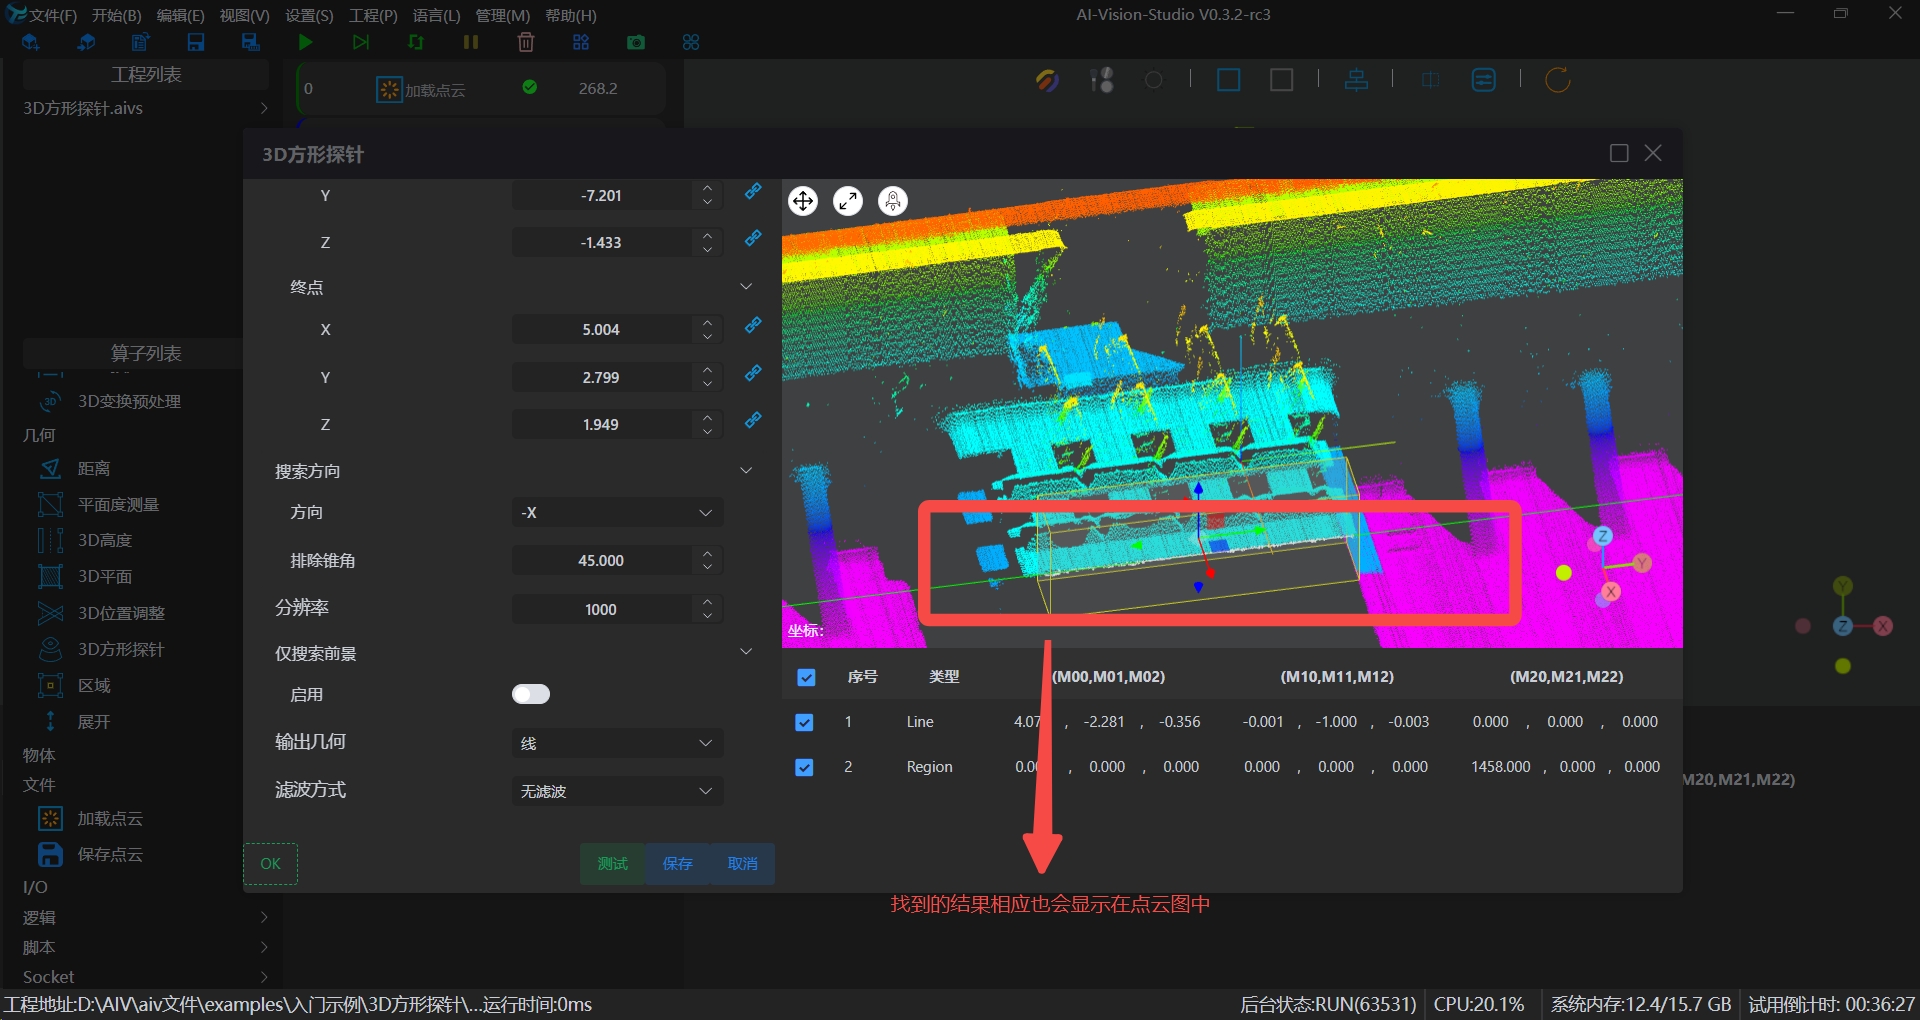 文件(F) 开始(B) 编辑(E) 视图(V) 设置(S) 工程(P) 语言(L) 管理(M) 帮助(H) AI-Vision-Studio V0.3.2-rc3
工程列表
3D方形探针.aivs
0 加载点云 268.2
3D方形探针
Y -7.201
Z -1.433
终点
X 5.004
Y 2.799
Z 1.949
搜索方向
方向 -X
排除锥角 45.000
分辨率 1000
仅搜索前景
启用
输出几何 线
滤波方式 无滤波
OK 测试 保存 取消
算子列表
3D变换预处理
几何
距离
平面度测量
3D高度
3D平面
3D位置调整
3D方形探针
区域
展开
物体
文件
加载点云
保存点云
I/O
逻辑
脚本
Socket
Z
Y
X
坐标:
序号 类型 (M00,M01,M02) (M10,M11,M12) (M20,M21,M22)
1 Line 4.07 , -2.281 , -0.356 -0.001 , -1.000 , -0.003 0.000 , 0.000 , 0.000
2 Region 0.00 , 0.000 , 0.000 0.000 , 0.000 , 0.000 1458.000 , 0.000 , 0.000
Y
Z X
M20,M21,M22)
找到的结果相应也会显示在点云图中
工程地址:D:\AIV\aiv文件\examples\入门示例\3D方形探针\...运行时间:0ms 后台状态:RUN(63531) CPU:20.1% 系统内存:12.4/15.7 GB 试用倒计时: 00:36:27